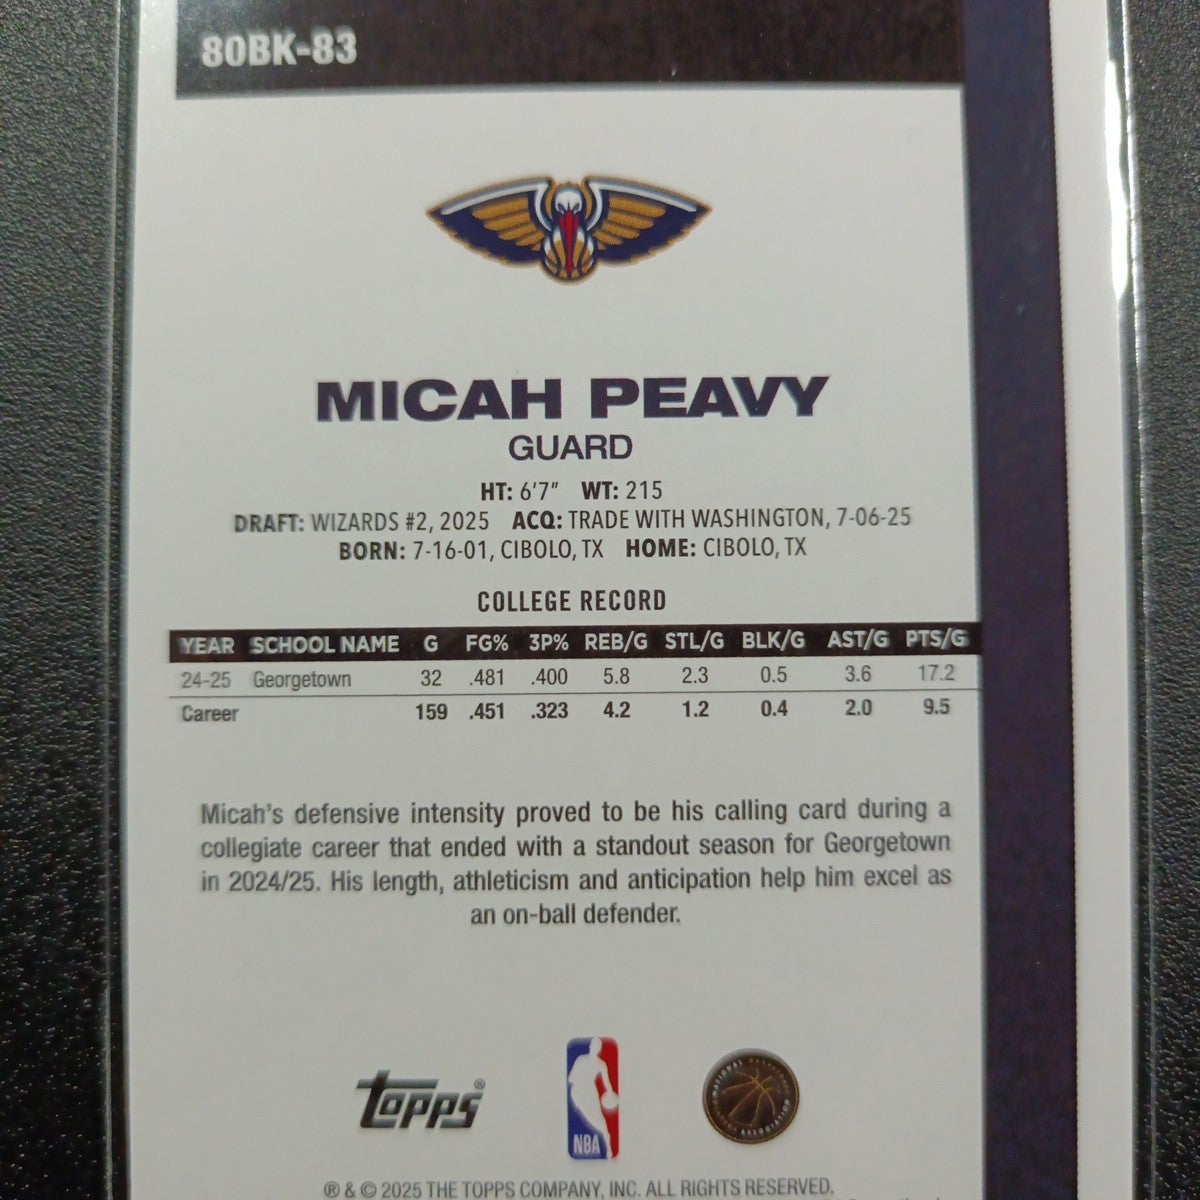 80BK-83
MICAH PEAVY
GUARD
HT: 6'7" WT: 215
DRAFT: WIZARDS #2, 2025 ACQ: TRADE WITH WASHINGTON, 7-06-25
BORN: 7-16-01, CIBOLO, TX HOME: CIBOLO, TX
COLLEGE RECORD
YEAR SCHOOL NAME G FG% 3P% REB/G STL/G BLK/G AST/G PTS/G
24-25 Georgetown 32 .481 .400 5.8 2.3 0.5 3.6 17.2
Career 159 .451 .323 4.2 1.2 0.4 2.0 9.5
Micah's defensive intensity proved to be his calling card during a
collegiate career that ended with a standout season for Georgetown
in 2024/25. His length, athleticism and anticipation help him excel as
an on-ball defender.
Topps®
NBA
NATIONAL BASKETBALL
ASSOCIATION
® & © 2025 THE TOPPS COMPANY, INC. ALL RIGHTS RESERVED.